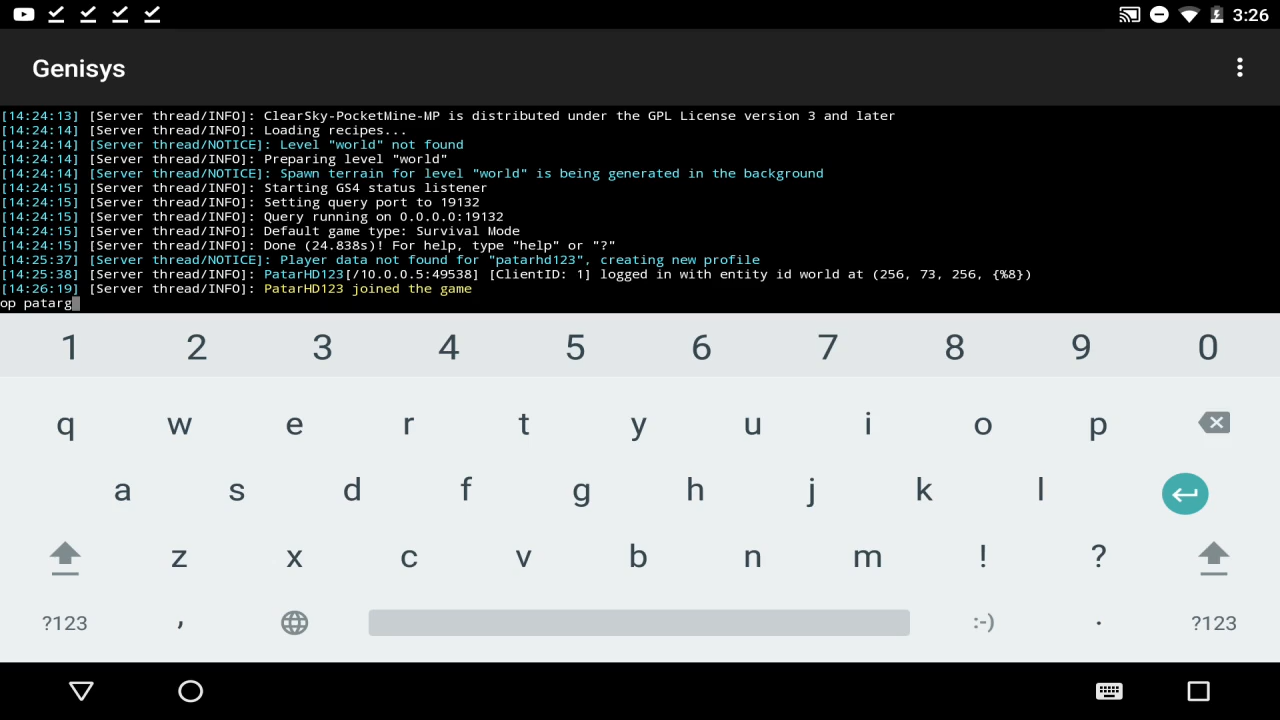 3:26
Genisys
[14:24:13] [Server thread/INFO]: ClearSky-PocketMine-MP is distributed under the GPL License version 3 and later
[14:24:14] [Server thread/INFO]: Loading recipes...
[14:24:14] [Server thread/NOTICE]: Level "world" not found
[14:24:14] [Server thread/INFO]: Preparing level "world"
[14:24:14] [Server thread/NOTICE]: Spawn terrain for level "world" is being generated in the background
[14:24:15] [Server thread/INFO]: Starting GS4 status listener
[14:24:15] [Server thread/INFO]: Setting query port to 19132
[14:24:15] [Server thread/INFO]: Query running on 0.0.0.0:19132
[14:24:15] [Server thread/INFO]: Default game type: Survival Mode
[14:24:15] [Server thread/INFO]: Done (24.838s)! For help, type "help" or "?"
[14:25:37] [Server thread/NOTICE]: Player data not found for "patarhd123", creating new profile
[14:25:38] [Server thread/INFO]: PatarHD123[/10.0.0.5:49538] [ClientID: 1] logged in with entity id world at (256, 73, 256, {%8})
[14:26:19] [Server thread/INFO]: PatarHD123 joined the game
op patarg
1 2 3 4 5 6 7 8 9 0
q w e r t y u i o p
a s d f g h j k l
z x c v b n m ! ?
?123 , :-) . ?123